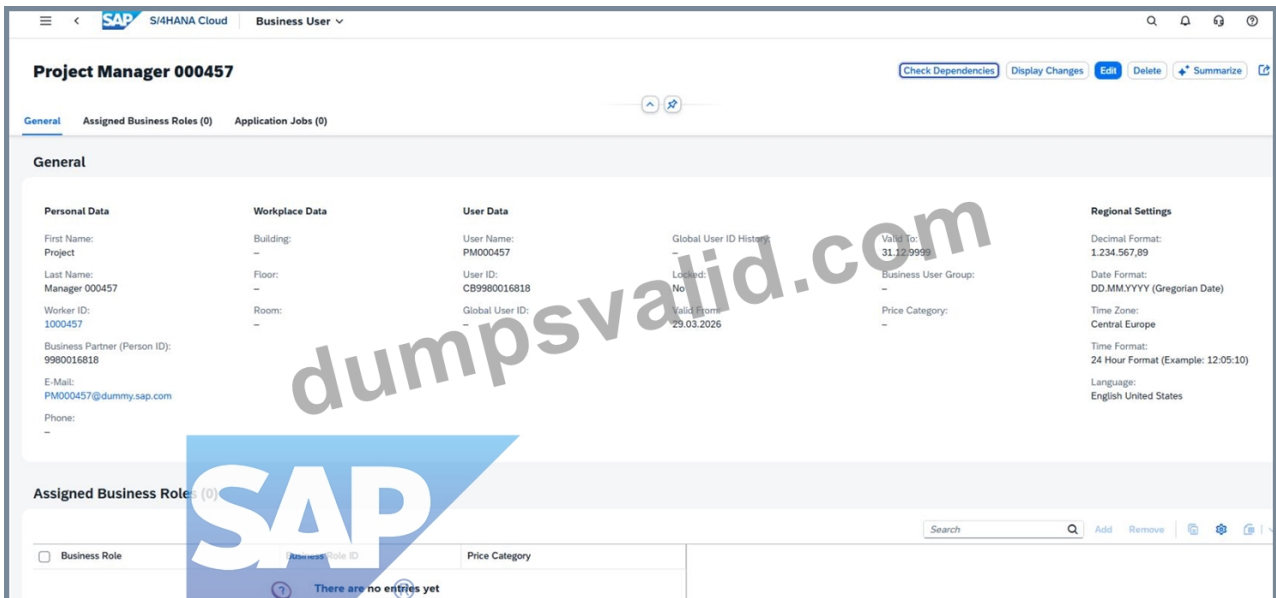 SAP S/4HANA Cloud Business User
Project Manager 000457
Check Dependencies Display Changes Edit Delete Summarize
General Assigned Business Roles (0) Application Jobs (0)
General
Personal Data Workplace Data User Data Regional Settings
First Name: Building: User Name: Global User ID History: Valid To: Decimal Format:
Project – PM000457 – 31.12.9999 1.234.567,89
Last Name: Floor: User ID: Locked: Business User Group: Date Format:
Manager 000457 – CB9980016818 No – DD.MM.YYYY (Gregorian Date)
Worker ID: Room: Global User ID: Valid From: Price Category: Time Zone:
1000457 – – 29.03.2026 – Central Europe
Business Partner (Person ID): Time Format:
9980016818 24 Hour Format (Example: 12:05:10)
E-Mail: Language:
PM000457@dummy.sap.com English United States
Phone:
–
dumpsvalid.com
SAP
Assigned Business Roles (0)
Search Add Remove
Business Role Business Role ID Price Category
There are no entries yet